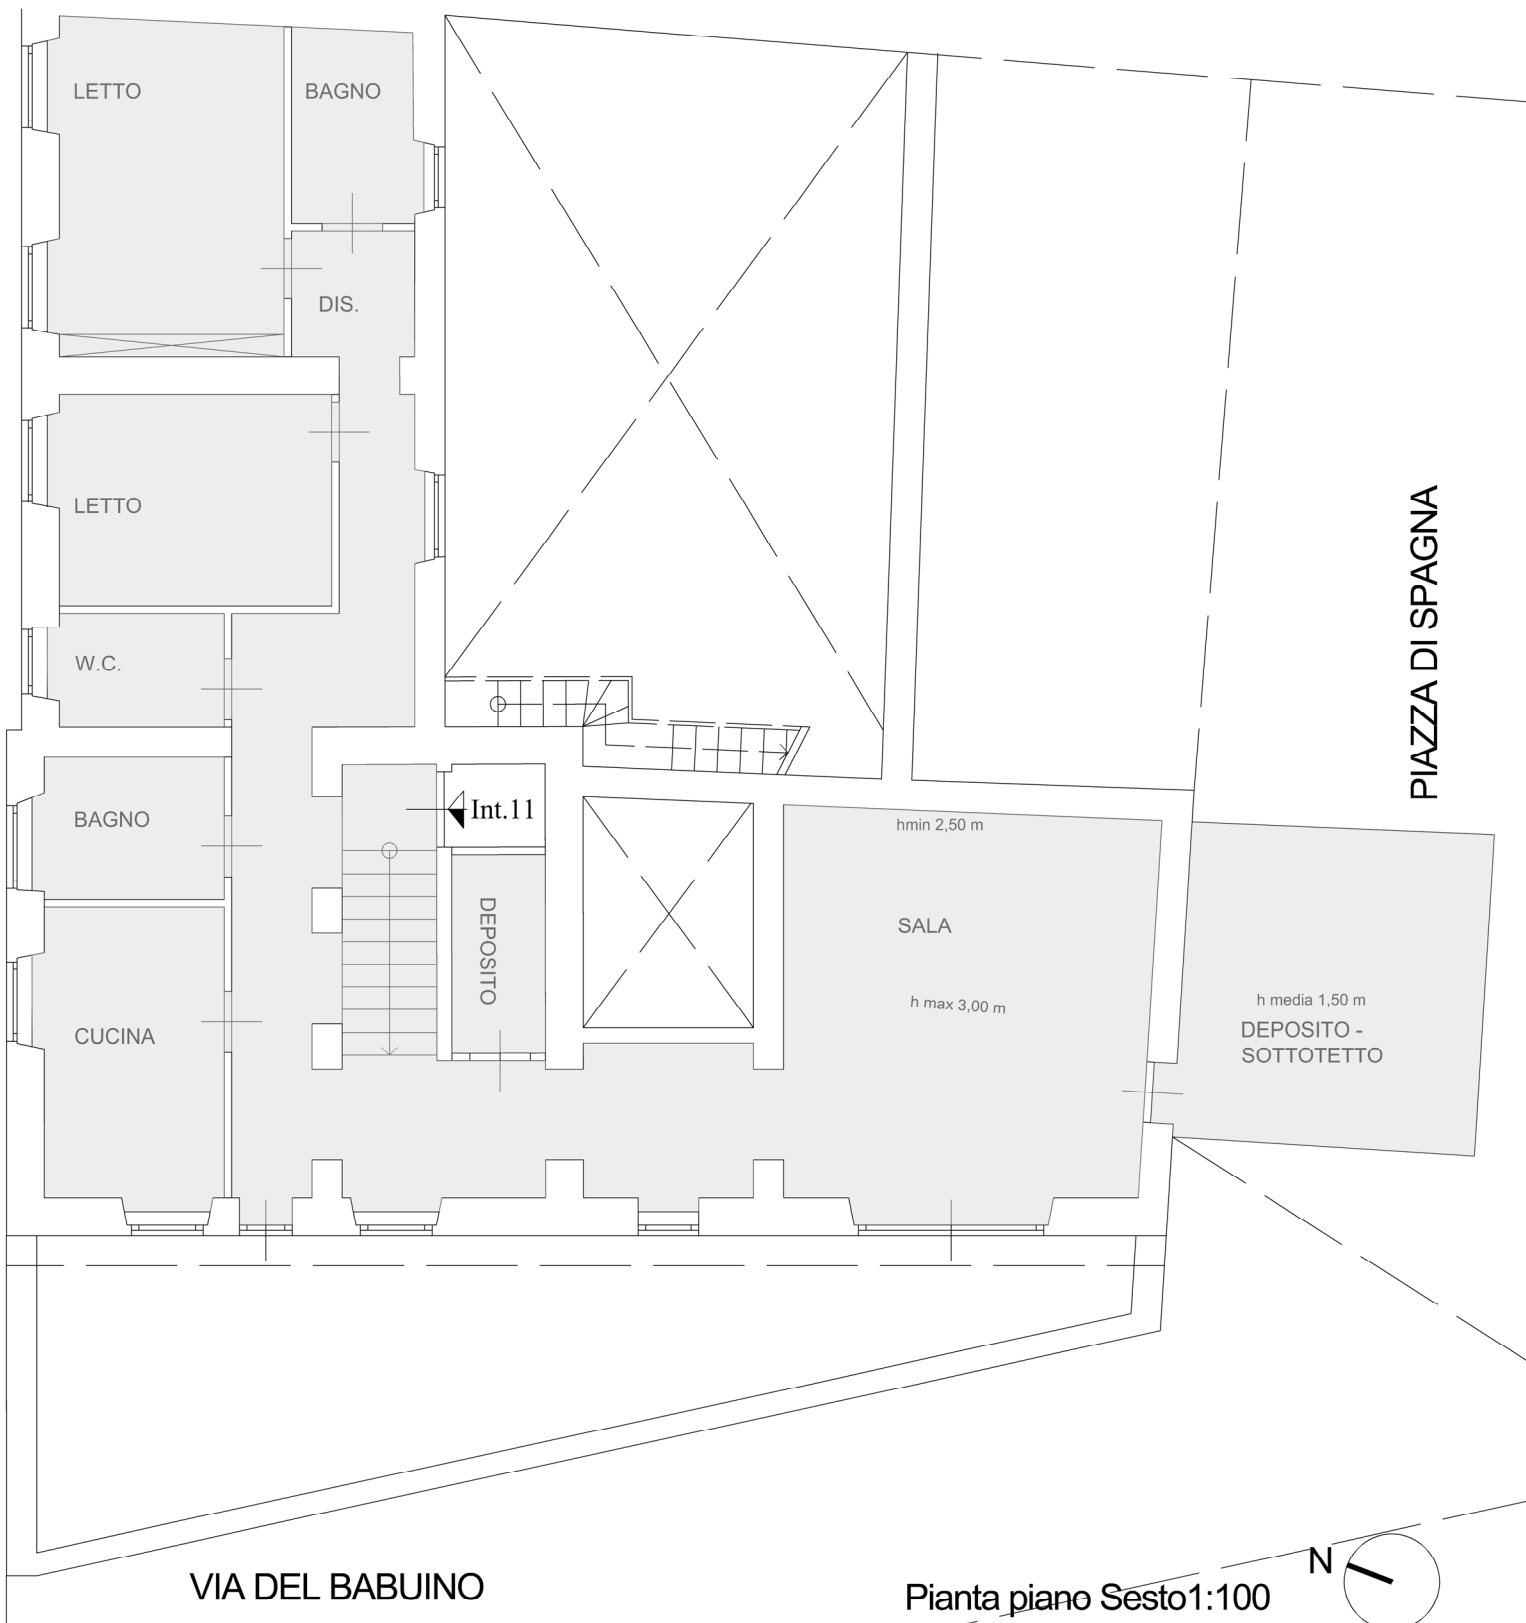 LETTO
BAGNO
DIS.
LETTO
W.C.
BAGNO
Int.11
hmin 2,50 m
DEPOSITO
SALA
h max 3,00 m
CUCINA
h media 1,50 m
DEPOSITO -
SOTTOTETTO
PIAZZA DI SPAGNA
VIA DEL BABUINO
Pianta piano Sesto1:100
N